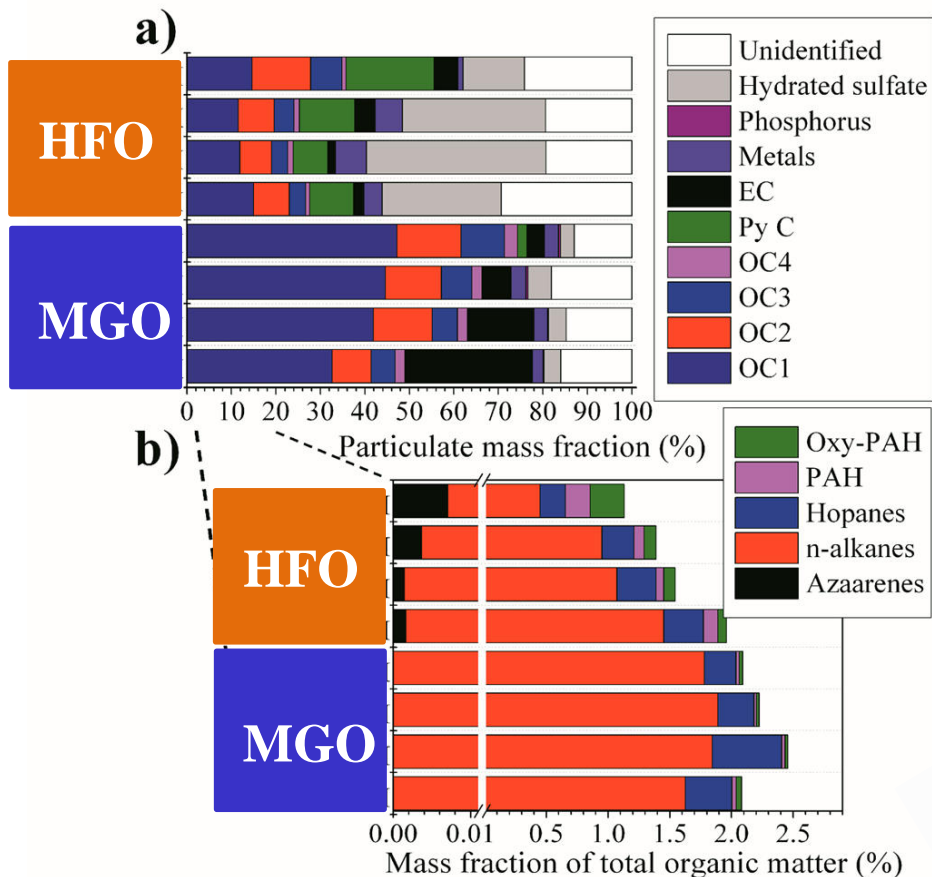 a)
HFO
MGO
0 10 20 30 40 50 60 70 80 90 100
Particulate mass fraction (%)
Unidentified
Hydrated sulfate
Phosphorus
Metals
EC
Py C
OC4
OC3
OC2
OC1
b)
HFO
MGO
Oxy-PAH
PAH
Hopanes
n-alkanes
Azaarenes
0.00 0.01 0.5 1.0 1.5 2.0 2.5
Mass fraction of total organic matter (%)